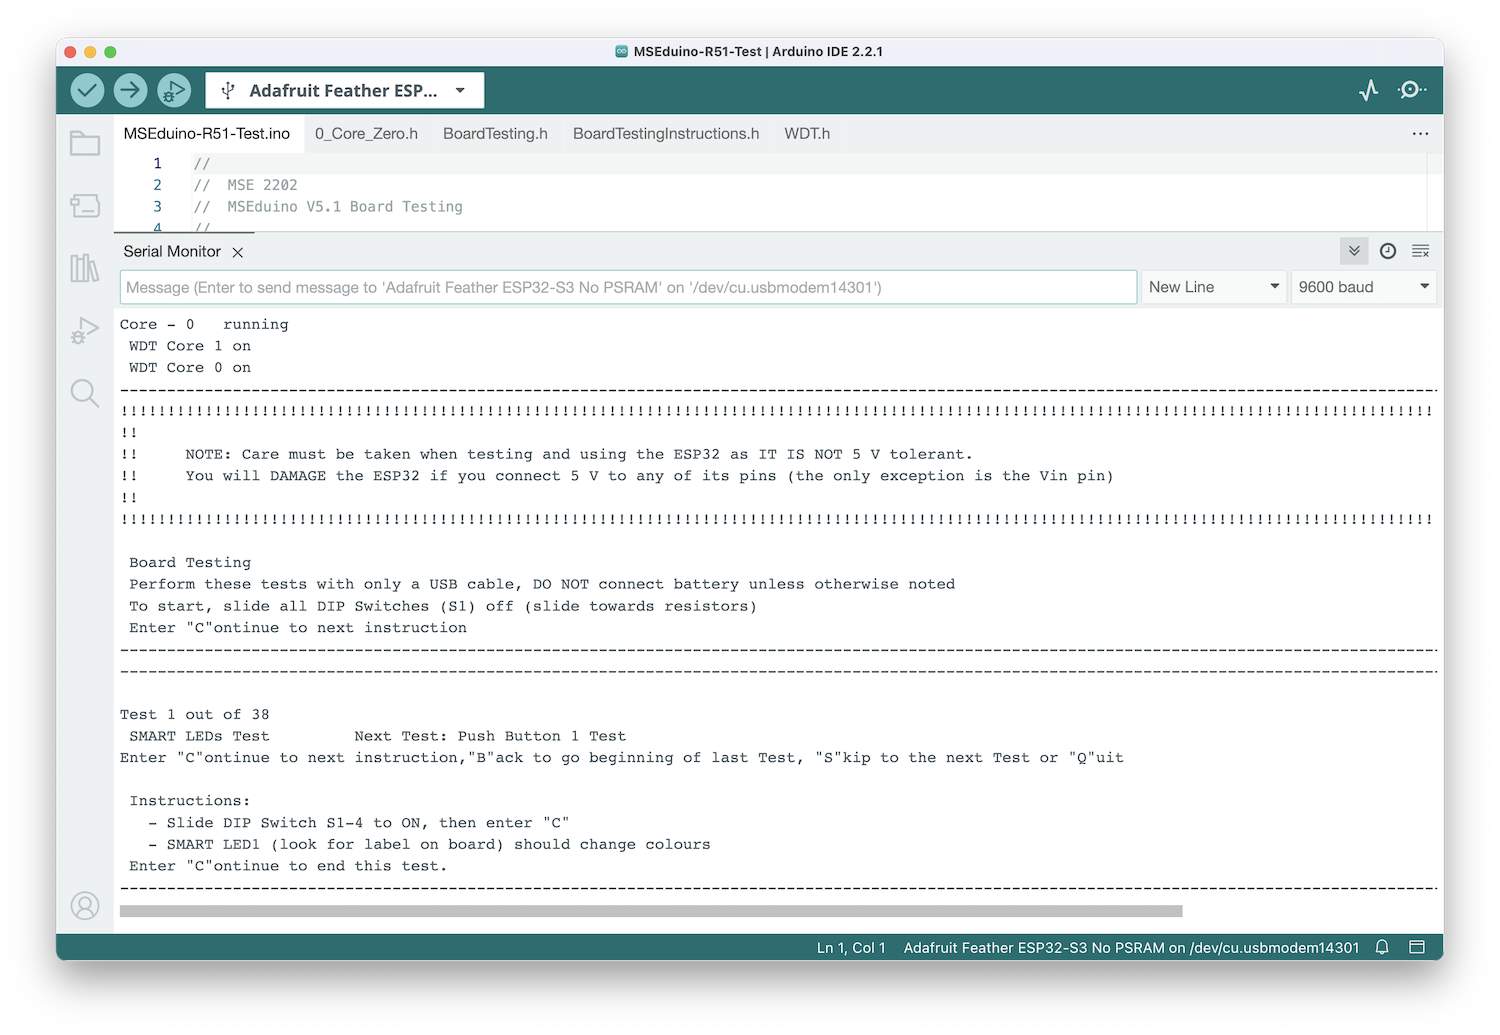 MSEduino-R51-Test | Arduino IDE 2.2.1
Adafruit Feather ESP...
MSEduino-R51-Test.ino 0_Core_Zero.h BoardTesting.h BoardTestingInstructions.h WDT.h ...
1 //
2 // MSE 2202
3 // MSEduino V5.1 Board Testing
4 //
Serial Monitor
Message (Enter to send message to 'Adafruit Feather ESP32-S3 No PSRAM' on '/dev/cu.usbmodem14301') New Line 9600 baud
Core - 0   running
WDT Core 1 on
WDT Core 0 on
--------------------------------------------------------------------------------------------------------------------------------------------
!!!!!!!!!!!!!!!!!!!!!!!!!!!!!!!!!!!!!!!!!!!!!!!!!!!!!!!!!!!!!!!!!!!!!!!!!!!!!!!!!!!!!!!!!!!!!!!!!!!!!!!!!!!!!!!!!!!!!!!!!!!!!!!!!!!!!!!!!!!!
!!
!!     NOTE: Care must be taken when testing and using the ESP32 as IT IS NOT 5 V tolerant.
!!     You will DAMAGE the ESP32 if you connect 5 V to any of its pins (the only exception is the Vin pin)
!!
!!!!!!!!!!!!!!!!!!!!!!!!!!!!!!!!!!!!!!!!!!!!!!!!!!!!!!!!!!!!!!!!!!!!!!!!!!!!!!!!!!!!!!!!!!!!!!!!!!!!!!!!!!!!!!!!!!!!!!!!!!!!!!!!!!!!!!!!!!!!
Board Testing
Perform these tests with only a USB cable, DO NOT connect battery unless otherwise noted
To start, slide all DIP Switches (S1) off (slide towards resistors)
Enter "C"ontinue to next instruction
--------------------------------------------------------------------------------------------------------------------------------------------
--------------------------------------------------------------------------------------------------------------------------------------------
Test 1 out of 38
SMART LEDs Test         Next Test: Push Button 1 Test
Enter "C"ontinue to next instruction,"B"ack to go beginning of last Test, "S"kip to the next Test or "Q"uit
Instructions:
- Slide DIP Switch S1-4 to ON, then enter "C"
- SMART LED1 (look for label on board) should change colours
Enter "C"ontinue to end this test.
--------------------------------------------------------------------------------------------------------------------------------------------
Ln 1, Col 1 Adafruit Feather ESP32-S3 No PSRAM on /dev/cu.usbmodem14301